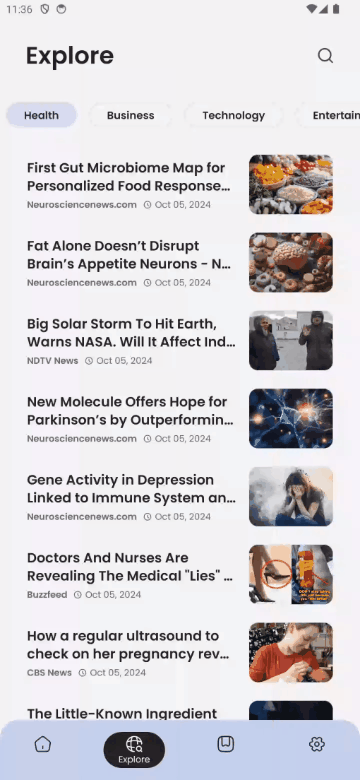 11:36
Explore
Health
Business
Technology
Entertain
First Gut Microbiome Map for
Personalized Food Response...
Neurosciencenews.com Oct 05, 2024
Fat Alone Doesn’t Disrupt
Brain’s Appetite Neurons - N...
Neurosciencenews.com Oct 05, 2024
Big Solar Storm To Hit Earth,
Warns NASA. Will It Affect Ind...
NDTV News Oct 05, 2024
New Molecule Offers Hope for
Parkinson’s by Outperformin...
Neurosciencenews.com Oct 05, 2024
Gene Activity in Depression
Linked to Immune System an...
Neurosciencenews.com Oct 05, 2024
Doctors And Nurses Are
Revealing The Medical "Lies" ...
Buzzfeed Oct 05, 2024
How a regular ultrasound to
check on her pregnancy rev...
CBS News Oct 05, 2024
The Little-Known Ingredient
Explore